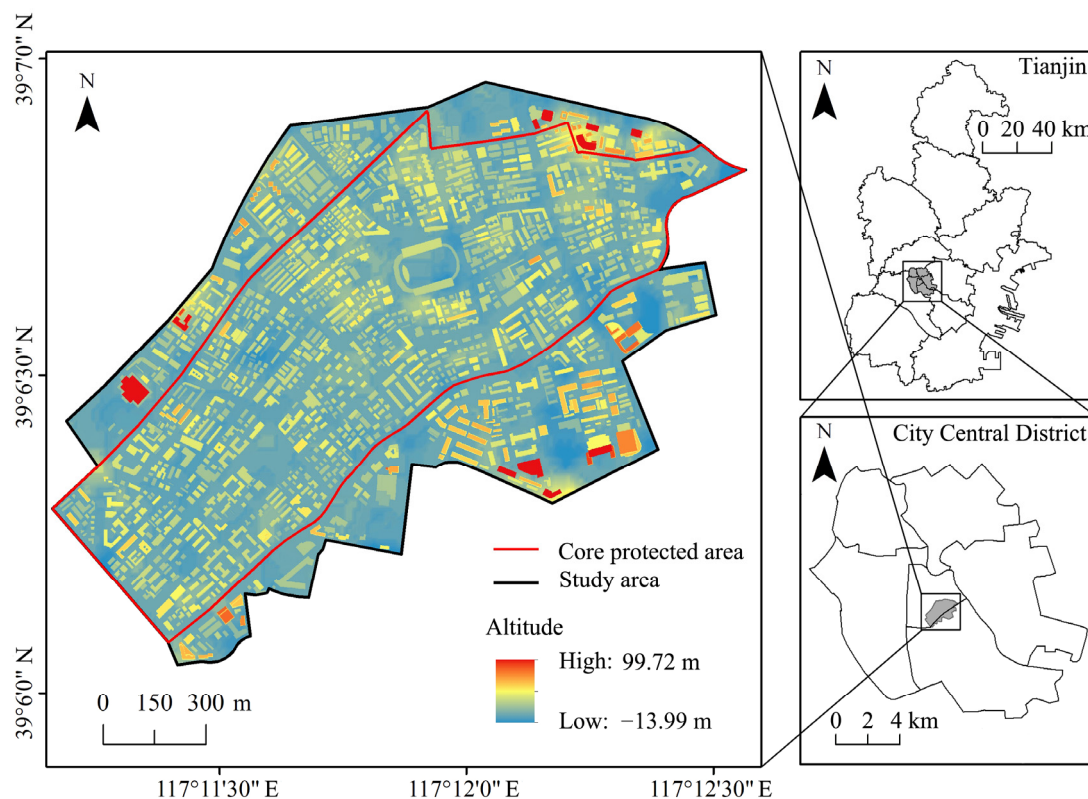 39°7'0" N
39°6'30" N
39°6'0" N
N
Core protected area
Study area
Altitude
High: 99.72 m
Low: −13.99 m
0 150 300 m
117°11'30" E
117°12'0" E
117°12'30" E
N
Tianjin
0 20 40 km
N
City Central District
0 2 4 km